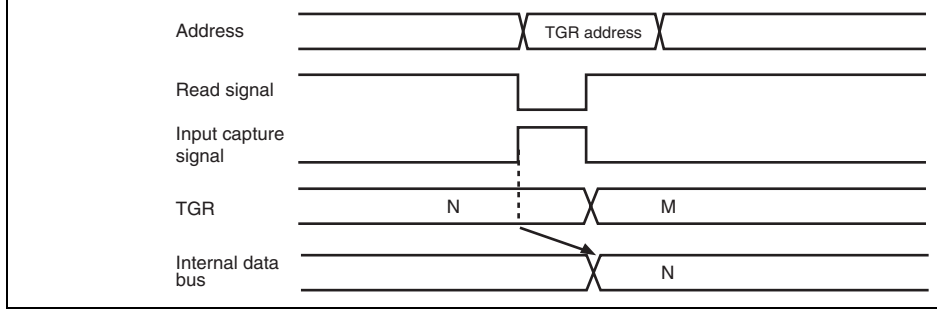 Address
TGR address
Read signal
Input capture
signal
TGR
N
M
Internal data
bus
N